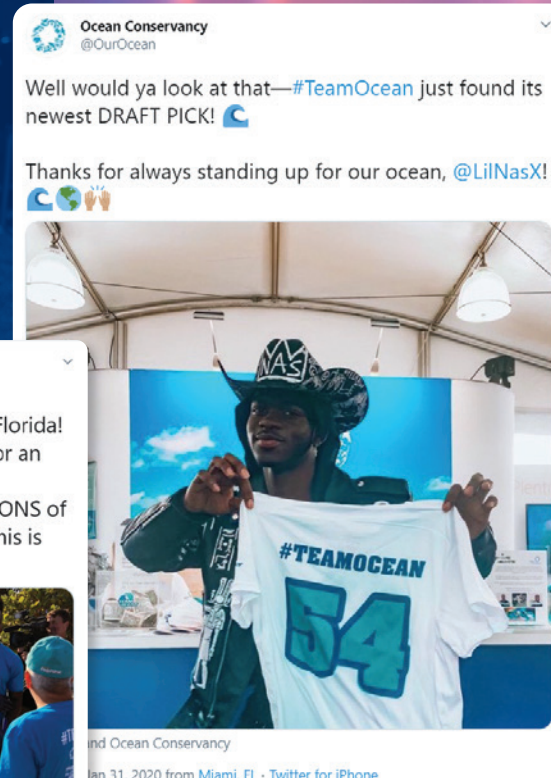 Ocean Conservancy
@OurOcean
Well would ya look at that—#TeamOcean just found its
newest DRAFT PICK! 🌊
Thanks for always standing up for our ocean, @LilNasX!
🌊🌎🙌🏽
NAS
#TEAMOCEAN
54
Florida!
or an
ONS of
his is
nd Ocean Conservancy
Jan 31, 2020 from Miami, FL · Twitter for iPhone